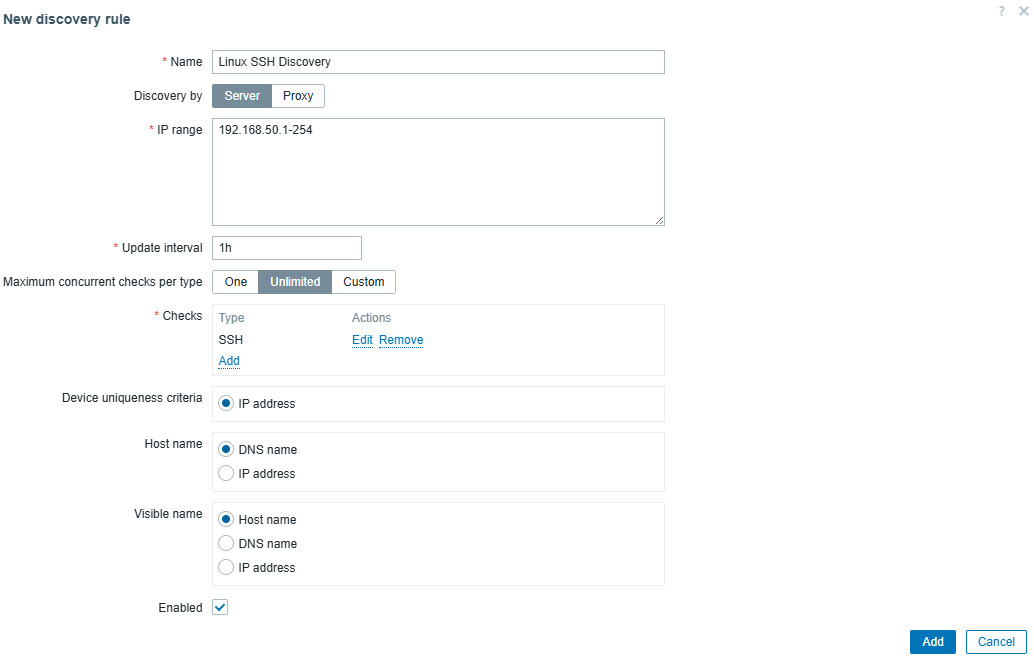 New discovery rule
? ×
* Name Linux SSH Discovery
Discovery by Server Proxy
* IP range 192.168.50.1-254
* Update interval 1h
Maximum concurrent checks per type One Unlimited Custom
* Checks Type Actions
SSH Edit Remove
Add
Device uniqueness criteria IP address
Host name DNS name
IP address
Visible name Host name
DNS name
IP address
Enabled
Add Cancel